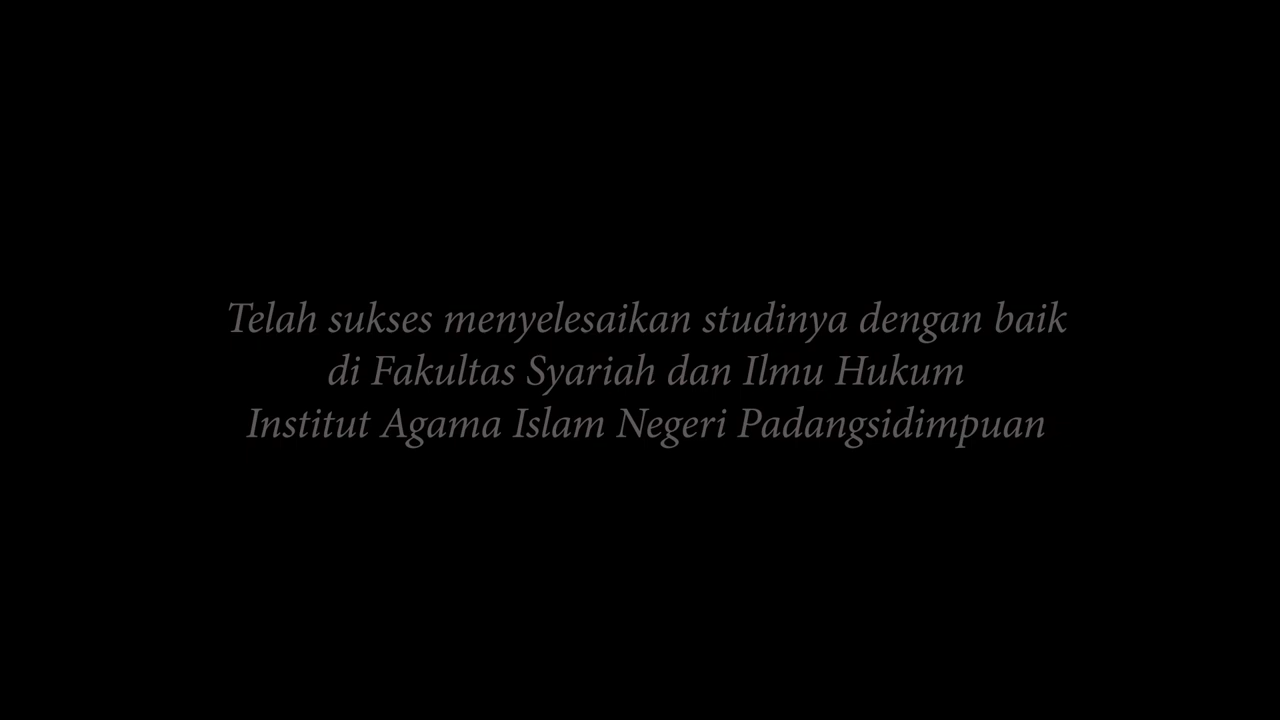 Telah sukses menyelesaikan studinya dengan baik
di Fakultas Syariah dan Ilmu Hukum
Institut Agama Islam Negeri Padangsidimpuan